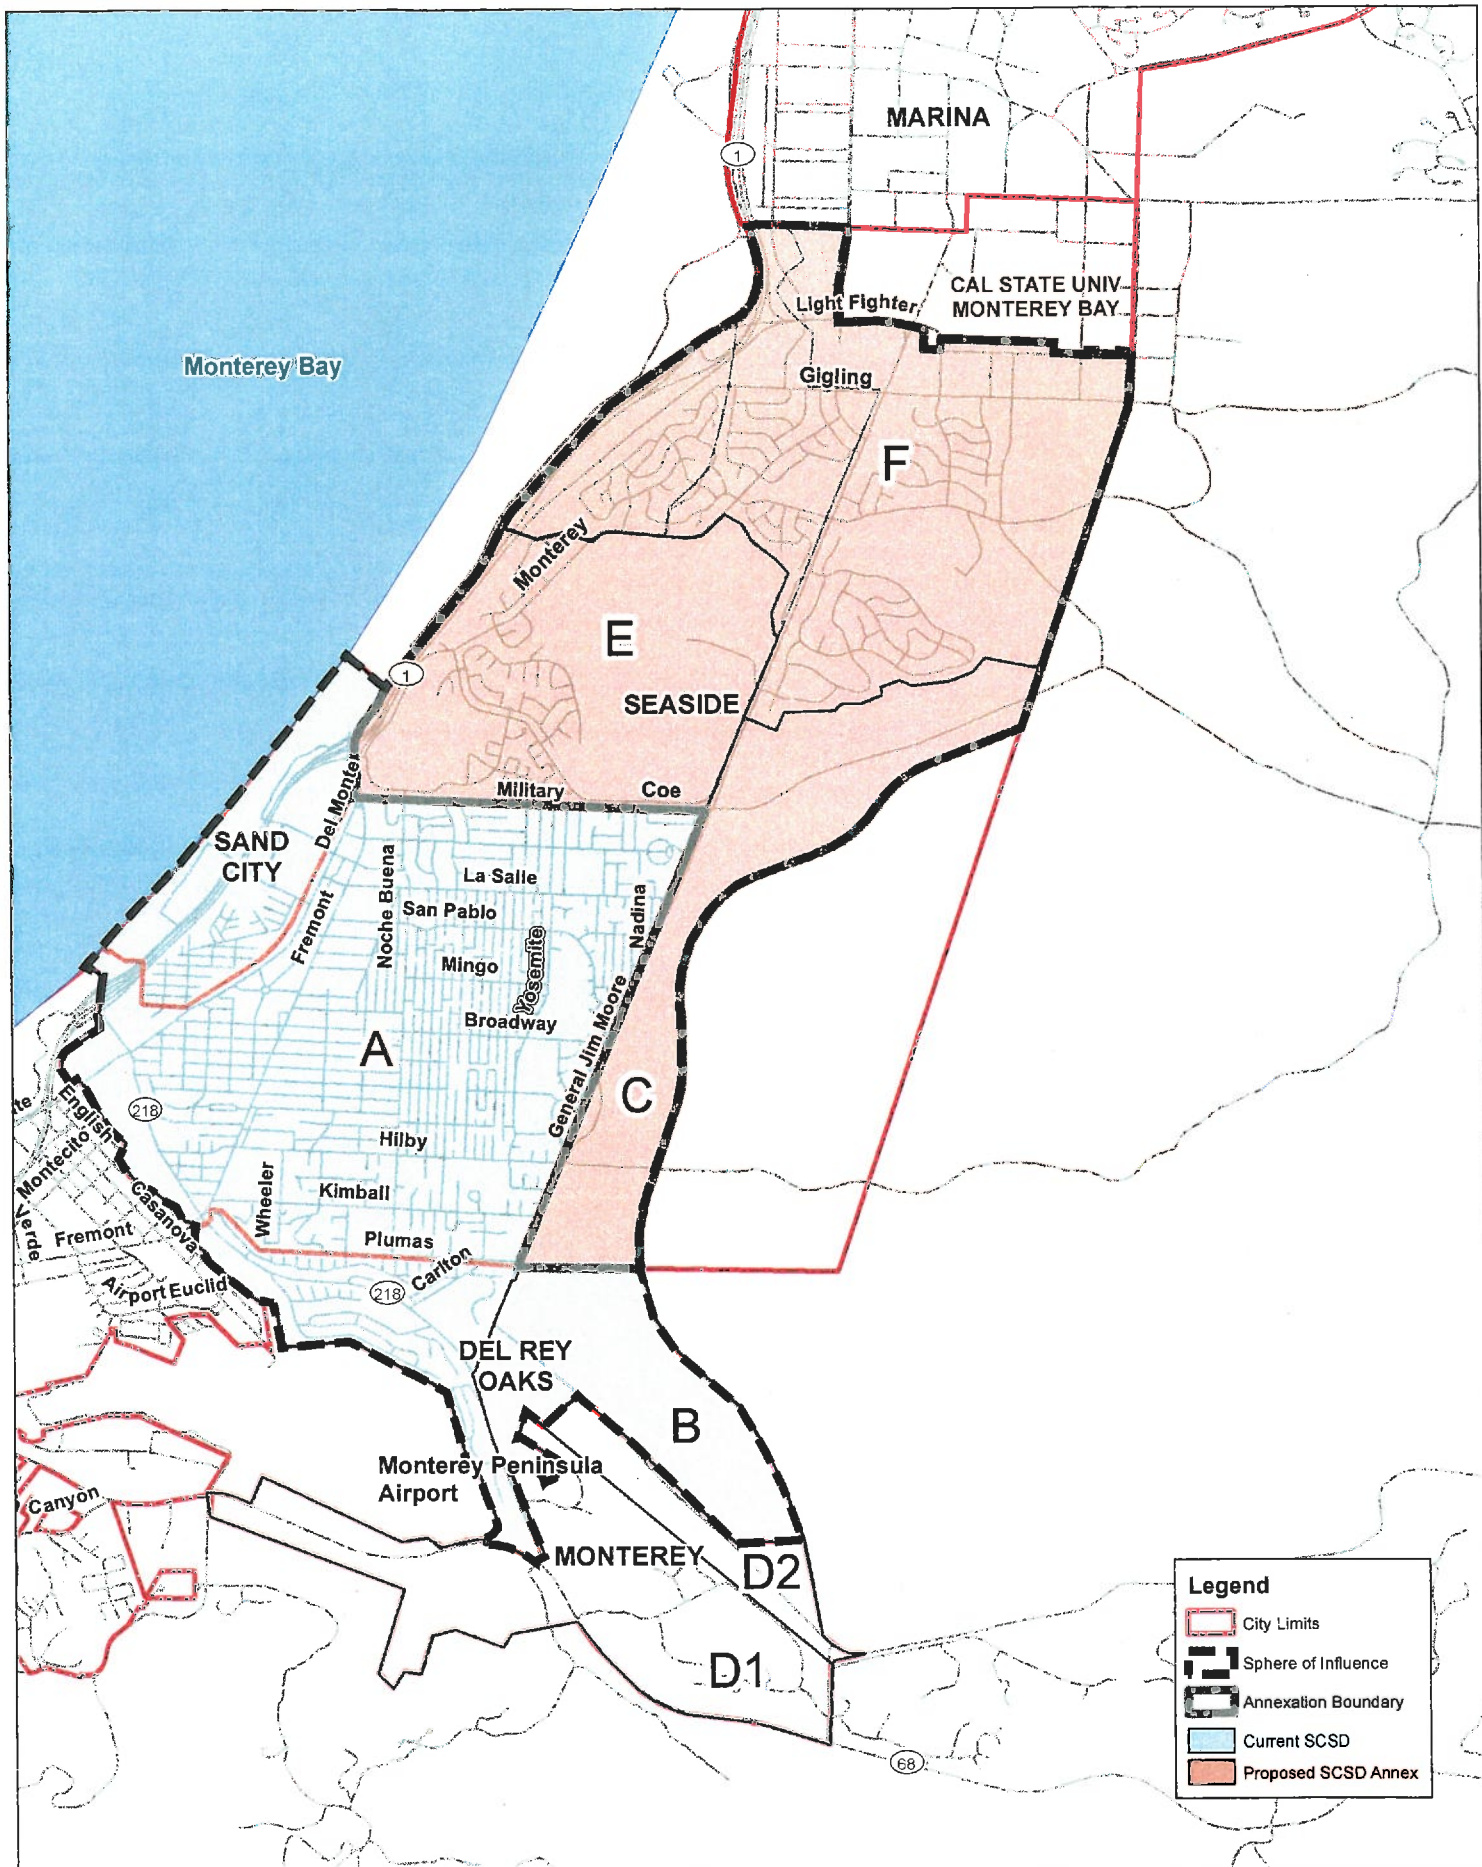 MARINA
1
CAL STATE UNIV
MONTEREY BAY
Light Fighter
Monterey Bay
Gigling
F
Monterey
E
1
SEASIDE
Military
Coe
Del Monte
SAND
CITY
La Salle
Noche Buena
San Pablo
Nadina
Fremont
Mingo
Yosemite
Broadway
A
General Jim Moore
C
218
English
Montecito
Hilby
Casanova
Wheeler
Kimball
Verde
Fremont
Plumas
Carlton
Airport
Euclid
218
DEL REY
OAKS
B
Monterey Peninsula
Airport
Canyon
MONTEREY
D2
D1
68
Legend
City Limits
Sphere of Influence
Annexation Boundary
Current SCSD
Proposed SCSD Annex